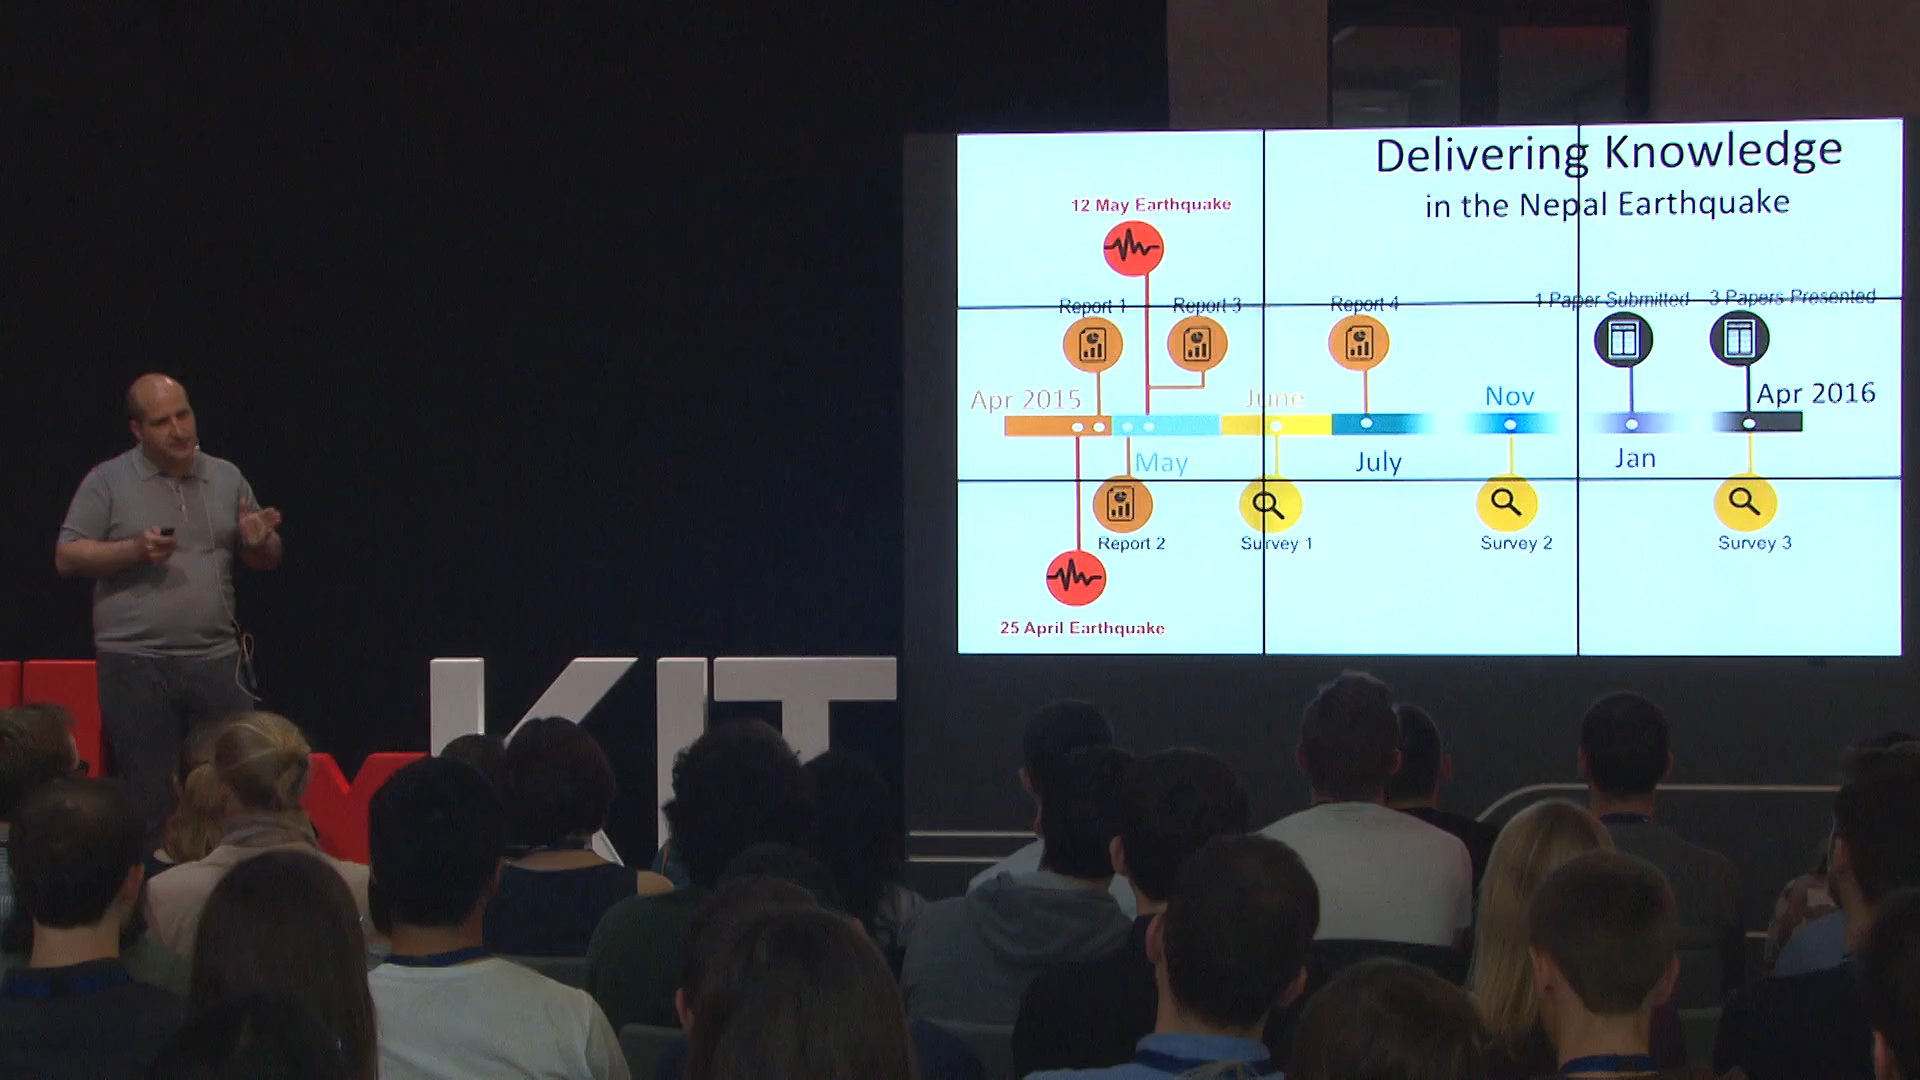 Delivering Knowledge
in the Nepal Earthquake
12 May Earthquake
Report 1
Report 3
Report 4
1 Paper Submitted
3 Papers Presented
Apr 2015
June
Nov
Apr 2016
May
July
Jan
Report 2
Survey 1
Survey 2
Survey 3
25 April Earthquake
KIT